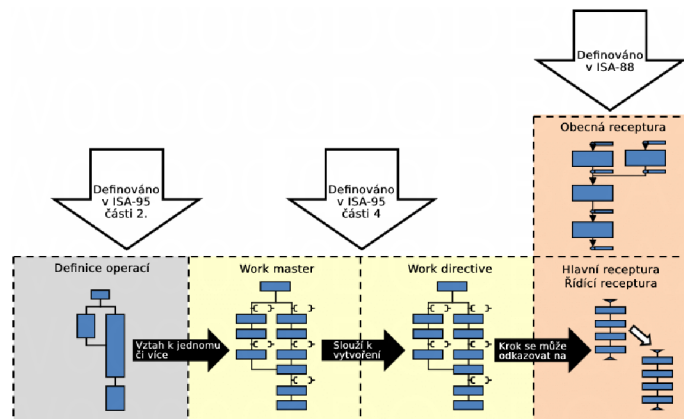 Definováno
v ISA-88
Obecná receptura
Definováno
v ISA-95
části 2.
Definováno
v ISA-95
části 4
Definice operací
Work master
Work directive
Hlavní receptura
Řídící receptura
Vztah k jednomu
či více
Slouží k
vytvoření
Krok se může
odkazovat na